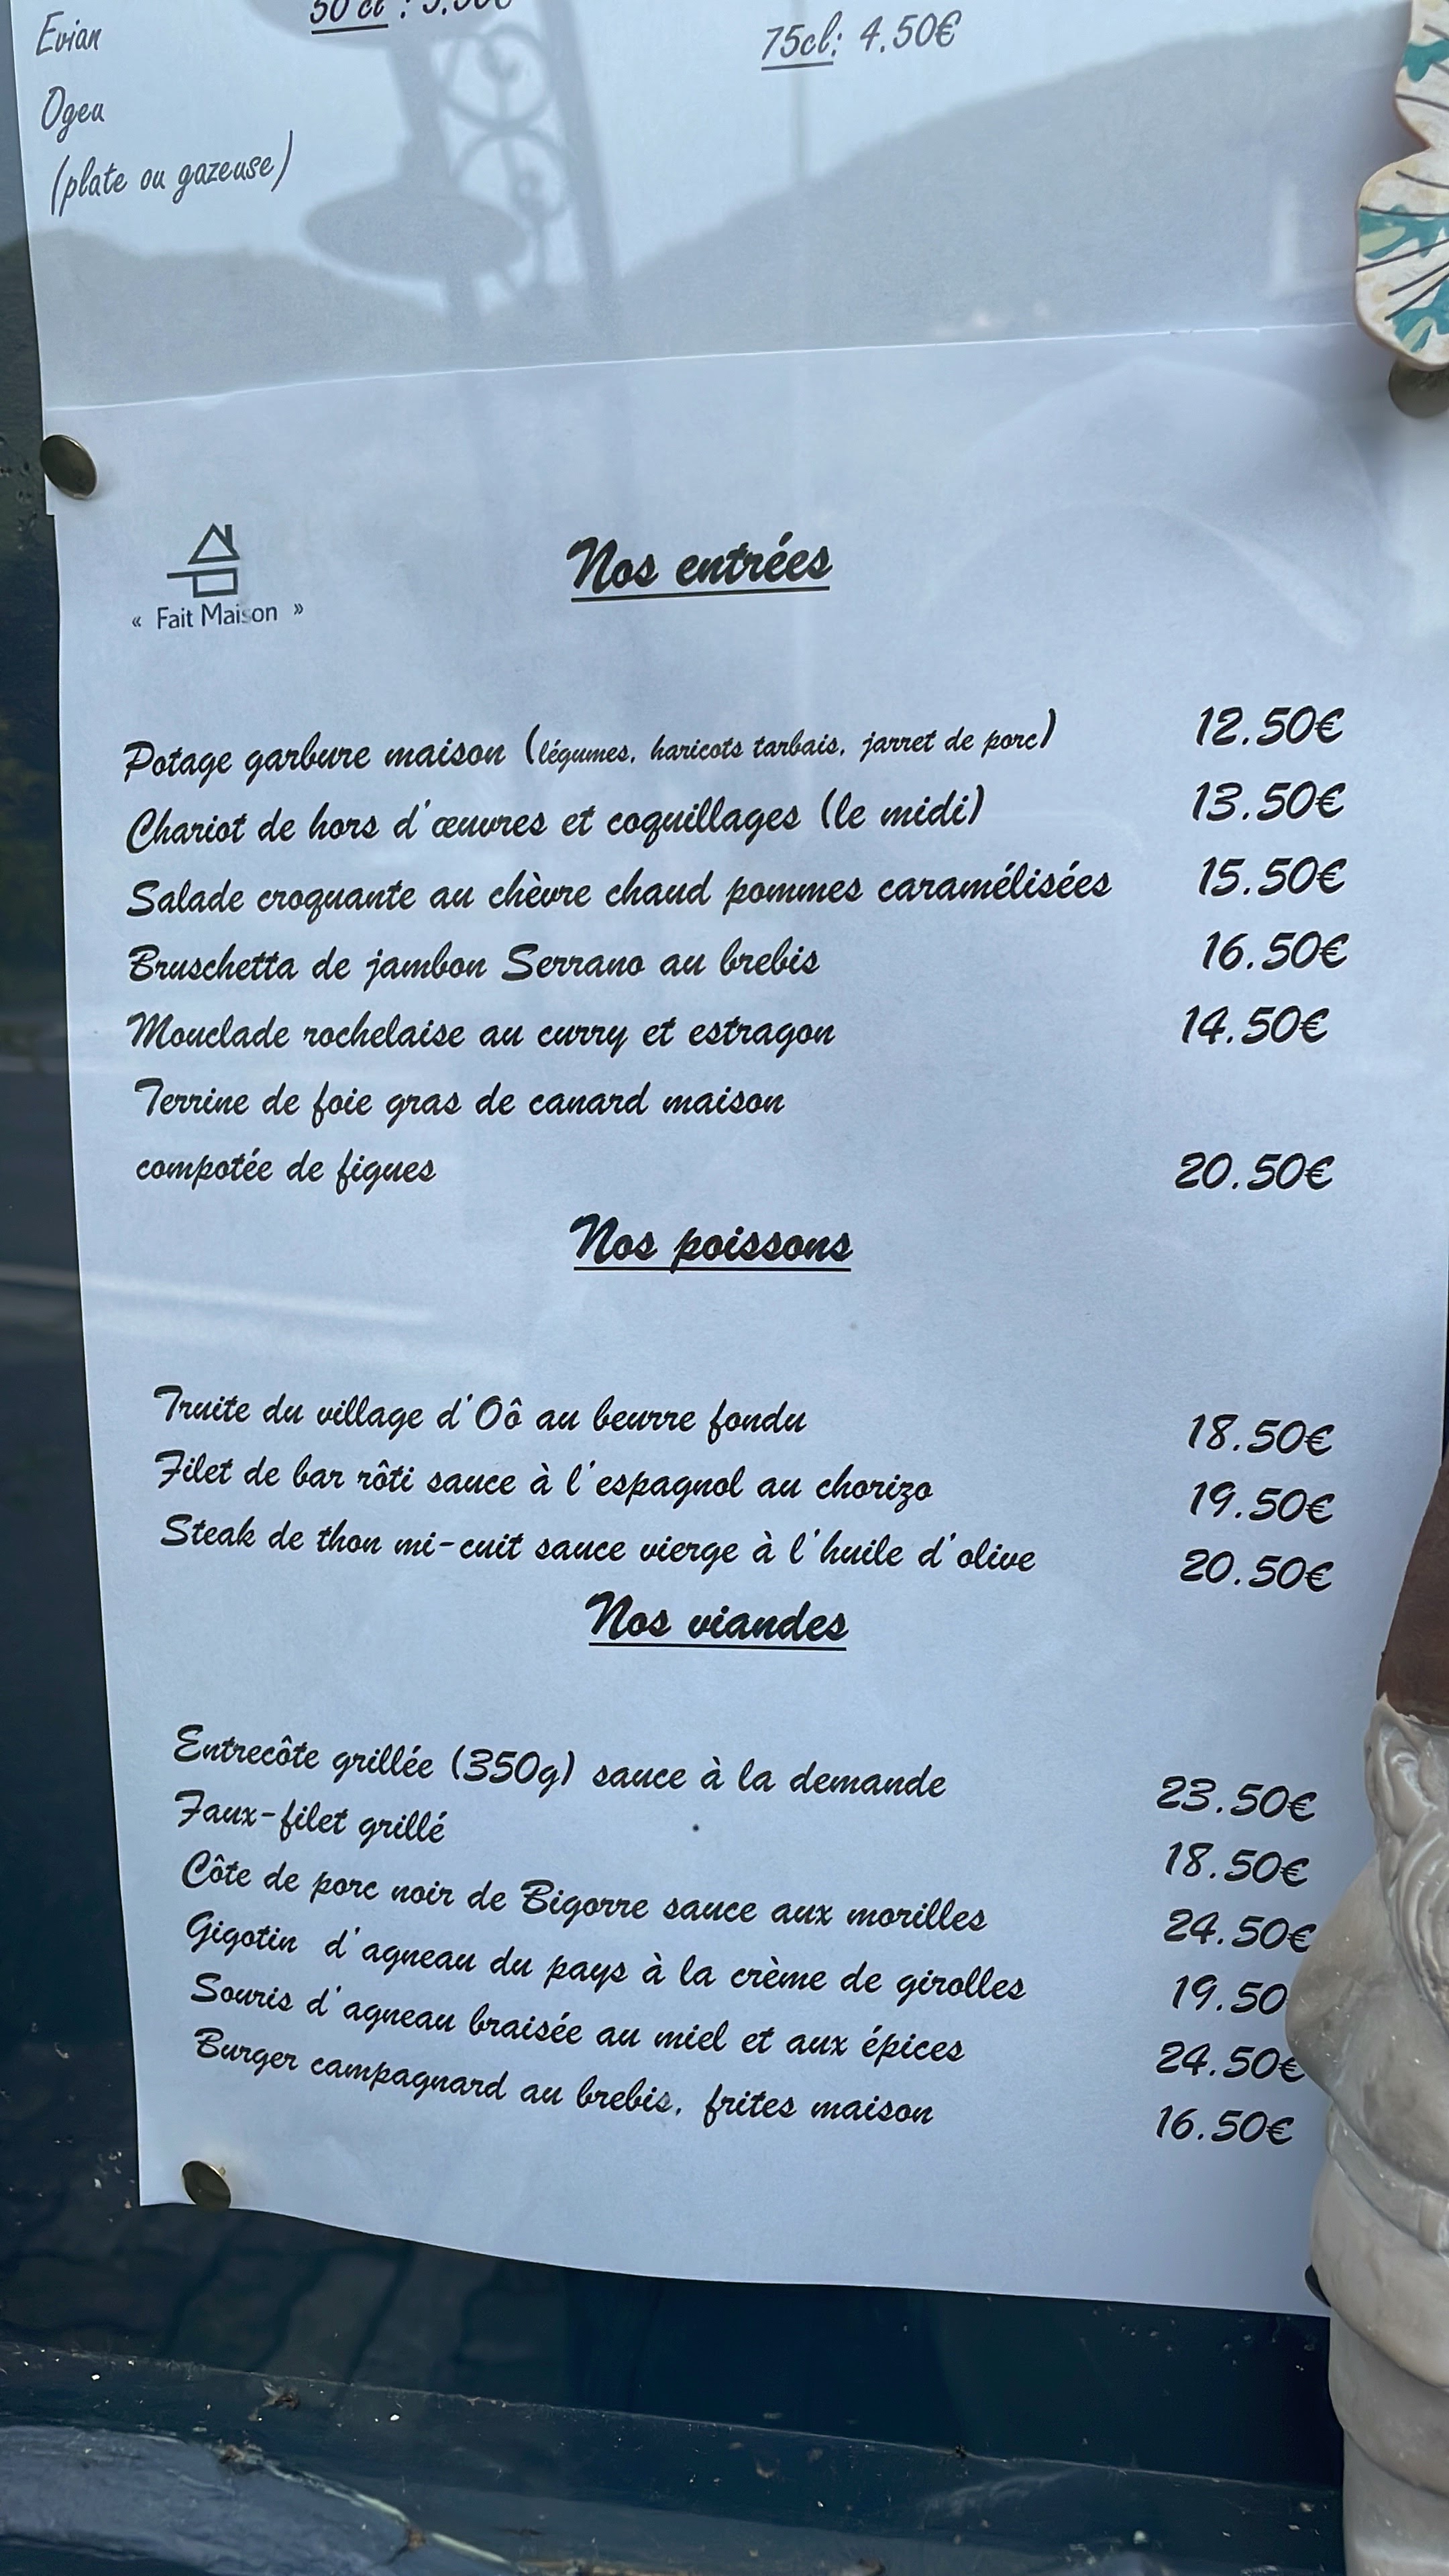 Evian
75cl: 4.50€
Ogeu
(plate ou gazeuse)
« Fait Maison »
Nos entrées
Potage garbure maison (légumes, haricots tarbais, jarret de porc) 12.50€
Chariot de hors d'œuvres et coquillages (le midi) 13.50€
Salade croquante au chèvre chaud pommes caramélisées 15.50€
Bruschetta de jambon Serrano au brebis 16.50€
Mouclade rochelaise au curry et estragon 14.50€
Terrine de foie gras de canard maison
compotée de figues 20.50€
Nos poissons
Truite du village d'Oô au beurre fondu 18.50€
Filet de bar rôti sauce à l'espagnol au chorizo 19.50€
Steak de thon mi-cuit sauce vierge à l'huile d'olive 20.50€
Nos viandes
Entrecôte grillée (350g) sauce à la demande 23.50€
Faux-filet grillé 18.50€
Côte de porc noir de Bigorre sauce aux morilles 24.50€
Gigotin d'agneau du pays à la crème de girolles 19.50
Souris d'agneau braisée au miel et aux épices 24.50€
Burger campagnard au brebis, frites maison 16.50€